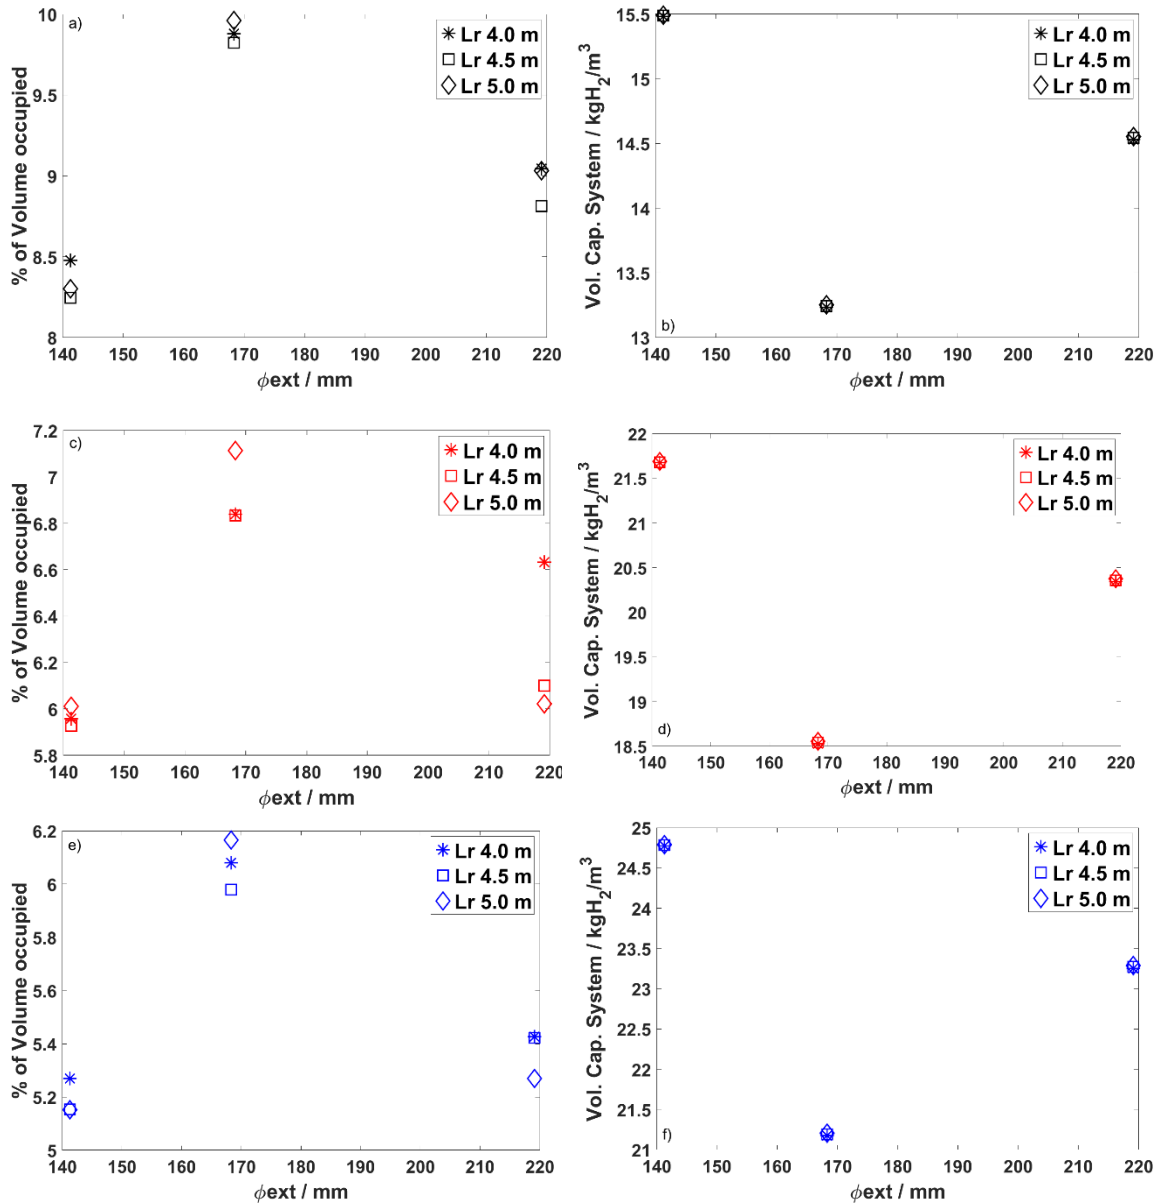 a)
10
9.5
9
8.5
8
% of Volume occupied
140 150 160 170 180 190 200 210 220
ϕext / mm
Lr 4.0 m
Lr 4.5 m
Lr 5.0 m
b)
15.5
15
14.5
14
13.5
13
Vol. Cap. System / kgH₂/m³
140 150 160 170 180 190 200 210 220
ϕext / mm
Lr 4.0 m
Lr 4.5 m
Lr 5.0 m
c)
7.2
7
6.8
6.6
6.4
6.2
6
5.8
% of Volume occupied
140 150 160 170 180 190 200 210 220
ϕext / mm
Lr 4.0 m
Lr 4.5 m
Lr 5.0 m
d)
22
21.5
21
20.5
20
19.5
19
18.5
Vol. Cap. System / kgH₂/m³
140 150 160 170 180 190 200 210 220
ϕext / mm
Lr 4.0 m
Lr 4.5 m
Lr 5.0 m
e)
6.2
6
5.8
5.6
5.4
5.2
5
% of Volume occupied
140 150 160 170 180 190 200 210 220
ϕext / mm
Lr 4.0 m
Lr 4.5 m
Lr 5.0 m
f)
25
24.5
24
23.5
23
22.5
22
21.5
21
Vol. Cap. System / kgH₂/m³
140 150 160 170 180 190 200 210 220
ϕext / mm
Lr 4.0 m
Lr 4.5 m
Lr 5.0 m